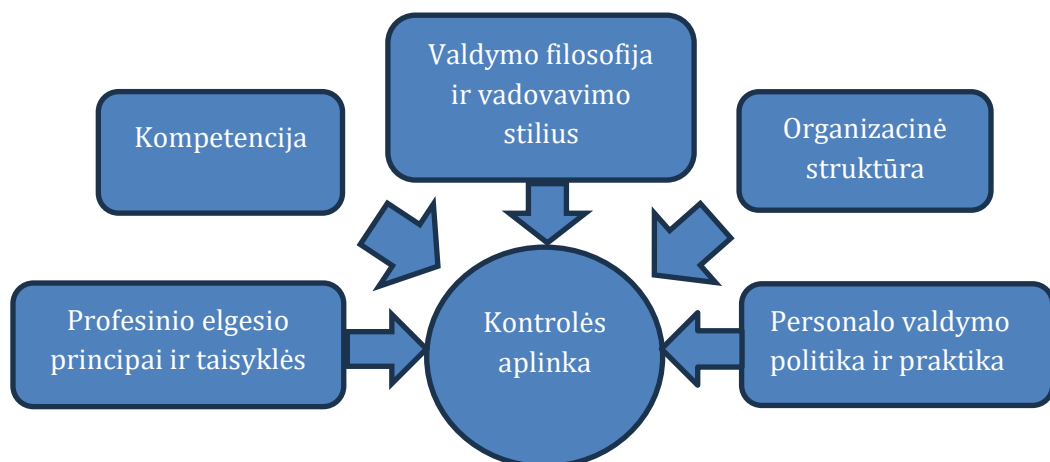 Valdymo filosofija
ir vadovavimo
stilius
Kompetencija
Organizacinė
struktūra
Profesinio elgesio
principai ir taisyklės
Kontrolės
aplinka
Personalo valdymo
politika ir praktika